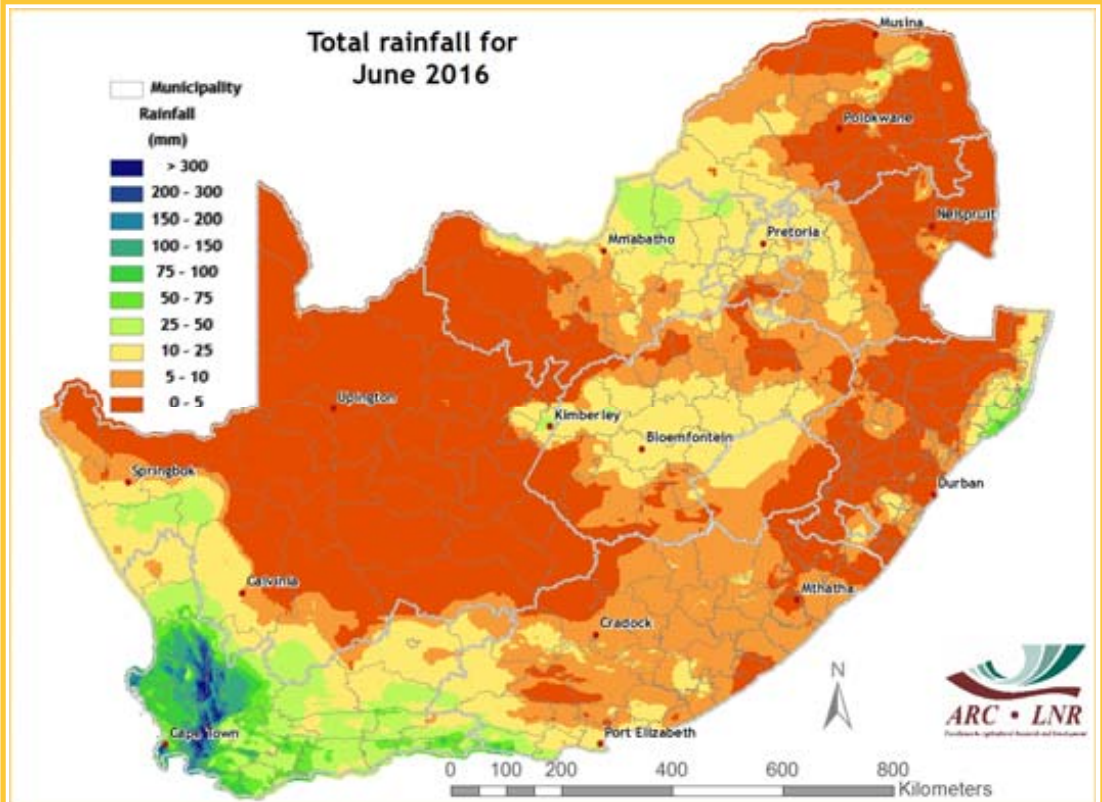 Total rainfall for
June 2016
Municipality
Rainfall
(mm)
> 300
200 - 300
150 - 200
100 - 150
75 - 100
50 - 75
25 - 50
10 - 25
5 - 10
0 - 5
Musina
Polokwane
Nelspruit
Mmabatho
Pretoria
Upington
Kimberley
Bloemfontein
Springbok
Durban
Calvinia
Mthatha
Cradock
Cape Town
Port Elizabeth
N
ARC • LNR
0 100 200 400 600 800
Kilometers